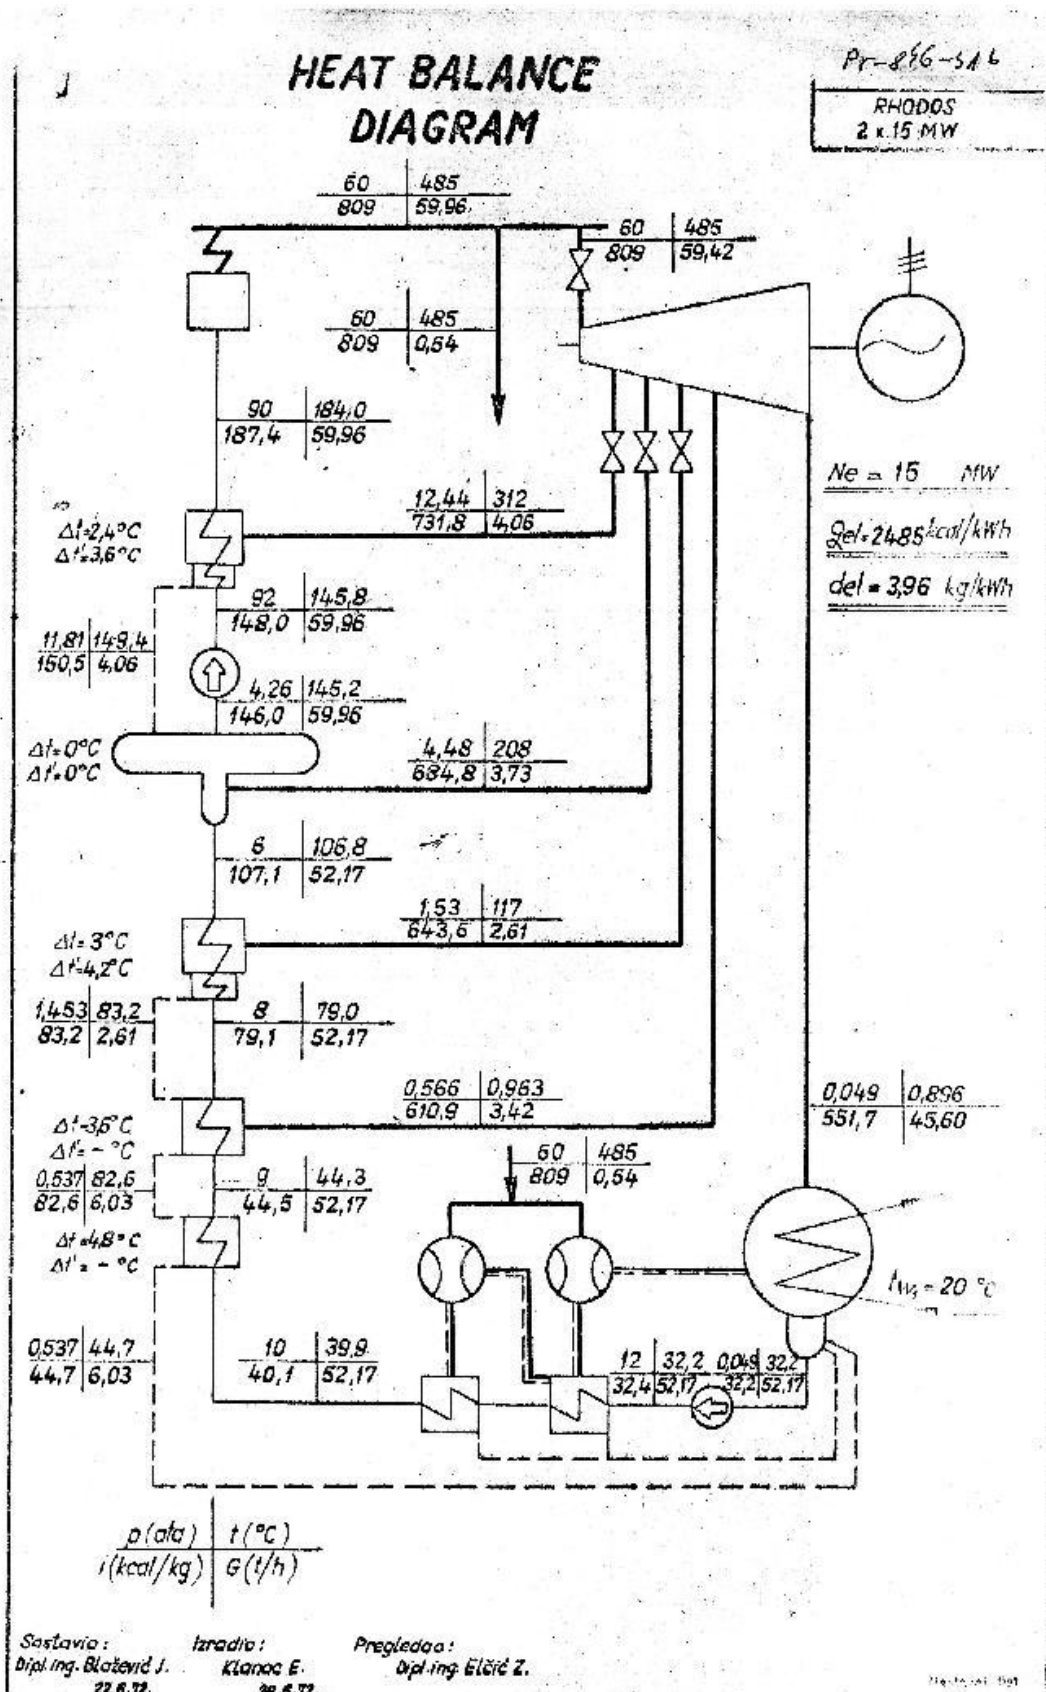 HEAT BALANCE
DIAGRAM
RHODOS
2 x 15 MW
60 485
809 59,96
60 485
809 59,42
60 485
809 0,54
90 184,0
187,4 59,96
Ne = 15 MW
12,44 312
731,8 4,06
Δt=2,4°C
Δt'=3,6°C
qel=2485 kcal/kWh
del = 3,96 kg/kWh
92 145,8
148,0 59,96
11,81 149,4
150,5 4,06
4,26 145,2
146,0 59,96
Δt=0°C
Δt'=0°C
4,48 208
684,8 3,73
6 106,8
107,1 52,17
1,53 117
643,6 2,61
Δt=3°C
Δt'=4,2°C
1,453 83,2
83,2 2,61
8 79,0
79,1 52,17
0,566 0,963
610,9 3,42
0,049 0,896
551,7 45,60
Δt=3,6°C
Δt'= - °C
60 485
809 0,54
0,537 82,6
82,6 6,03
9 44,3
44,5 52,17
Δt=4,8°C
Δt'= - °C
tw₁ = 20 °C
0,537 44,7
44,7 6,03
10 39,9
40,1 52,17
12 32,2
32,4 52,17
0,049 32,2
32,2 52,17
p (ata) t (°C)
i (kcal/kg) G (t/h)
Sastavio: Izradio: Pregledao:
Dipl.ing. Blažević J. Klanac E. Dipl.ing. Elčić Z.